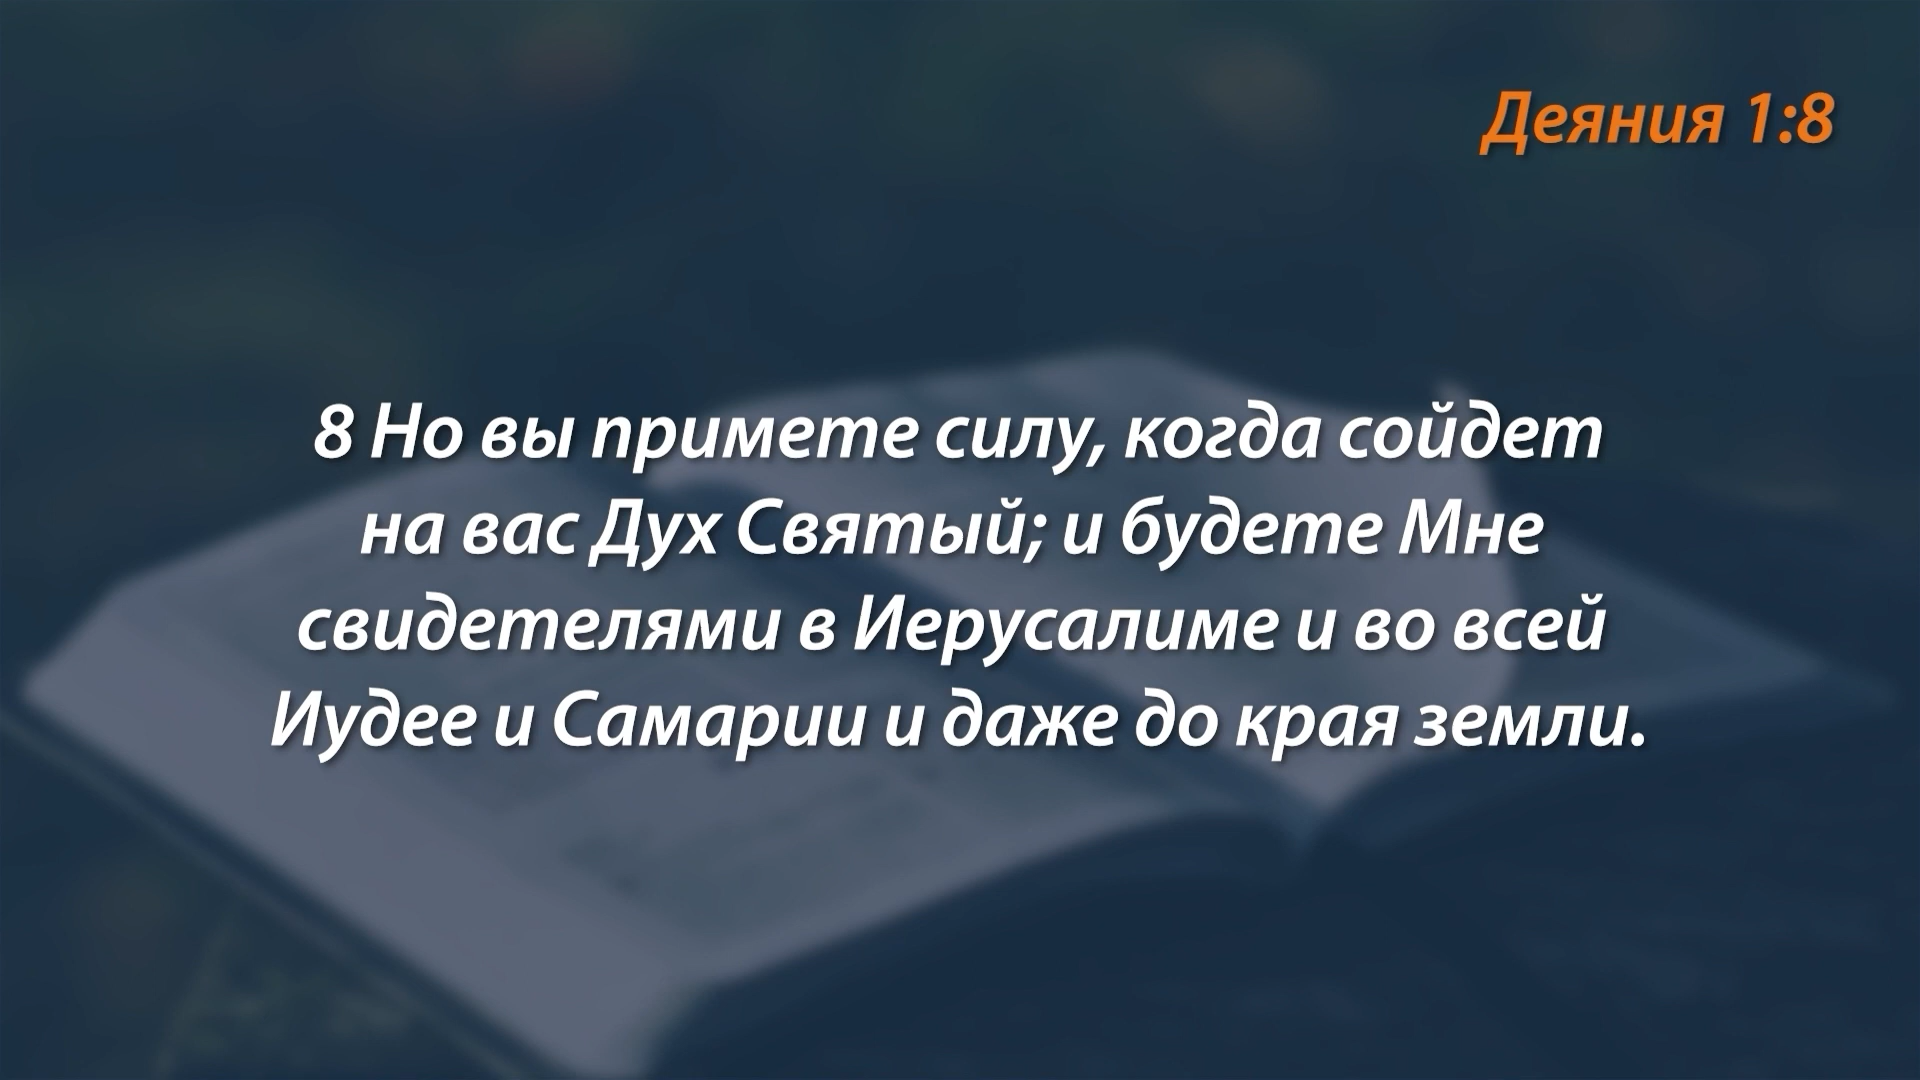 Деяния 1:8
8 Но вы примете силу, когда сойдет
на вас Дух Святый; и будете Мне
свидетелями в Иерусалиме и во всей
Иудее и Самарии и даже до края земли.